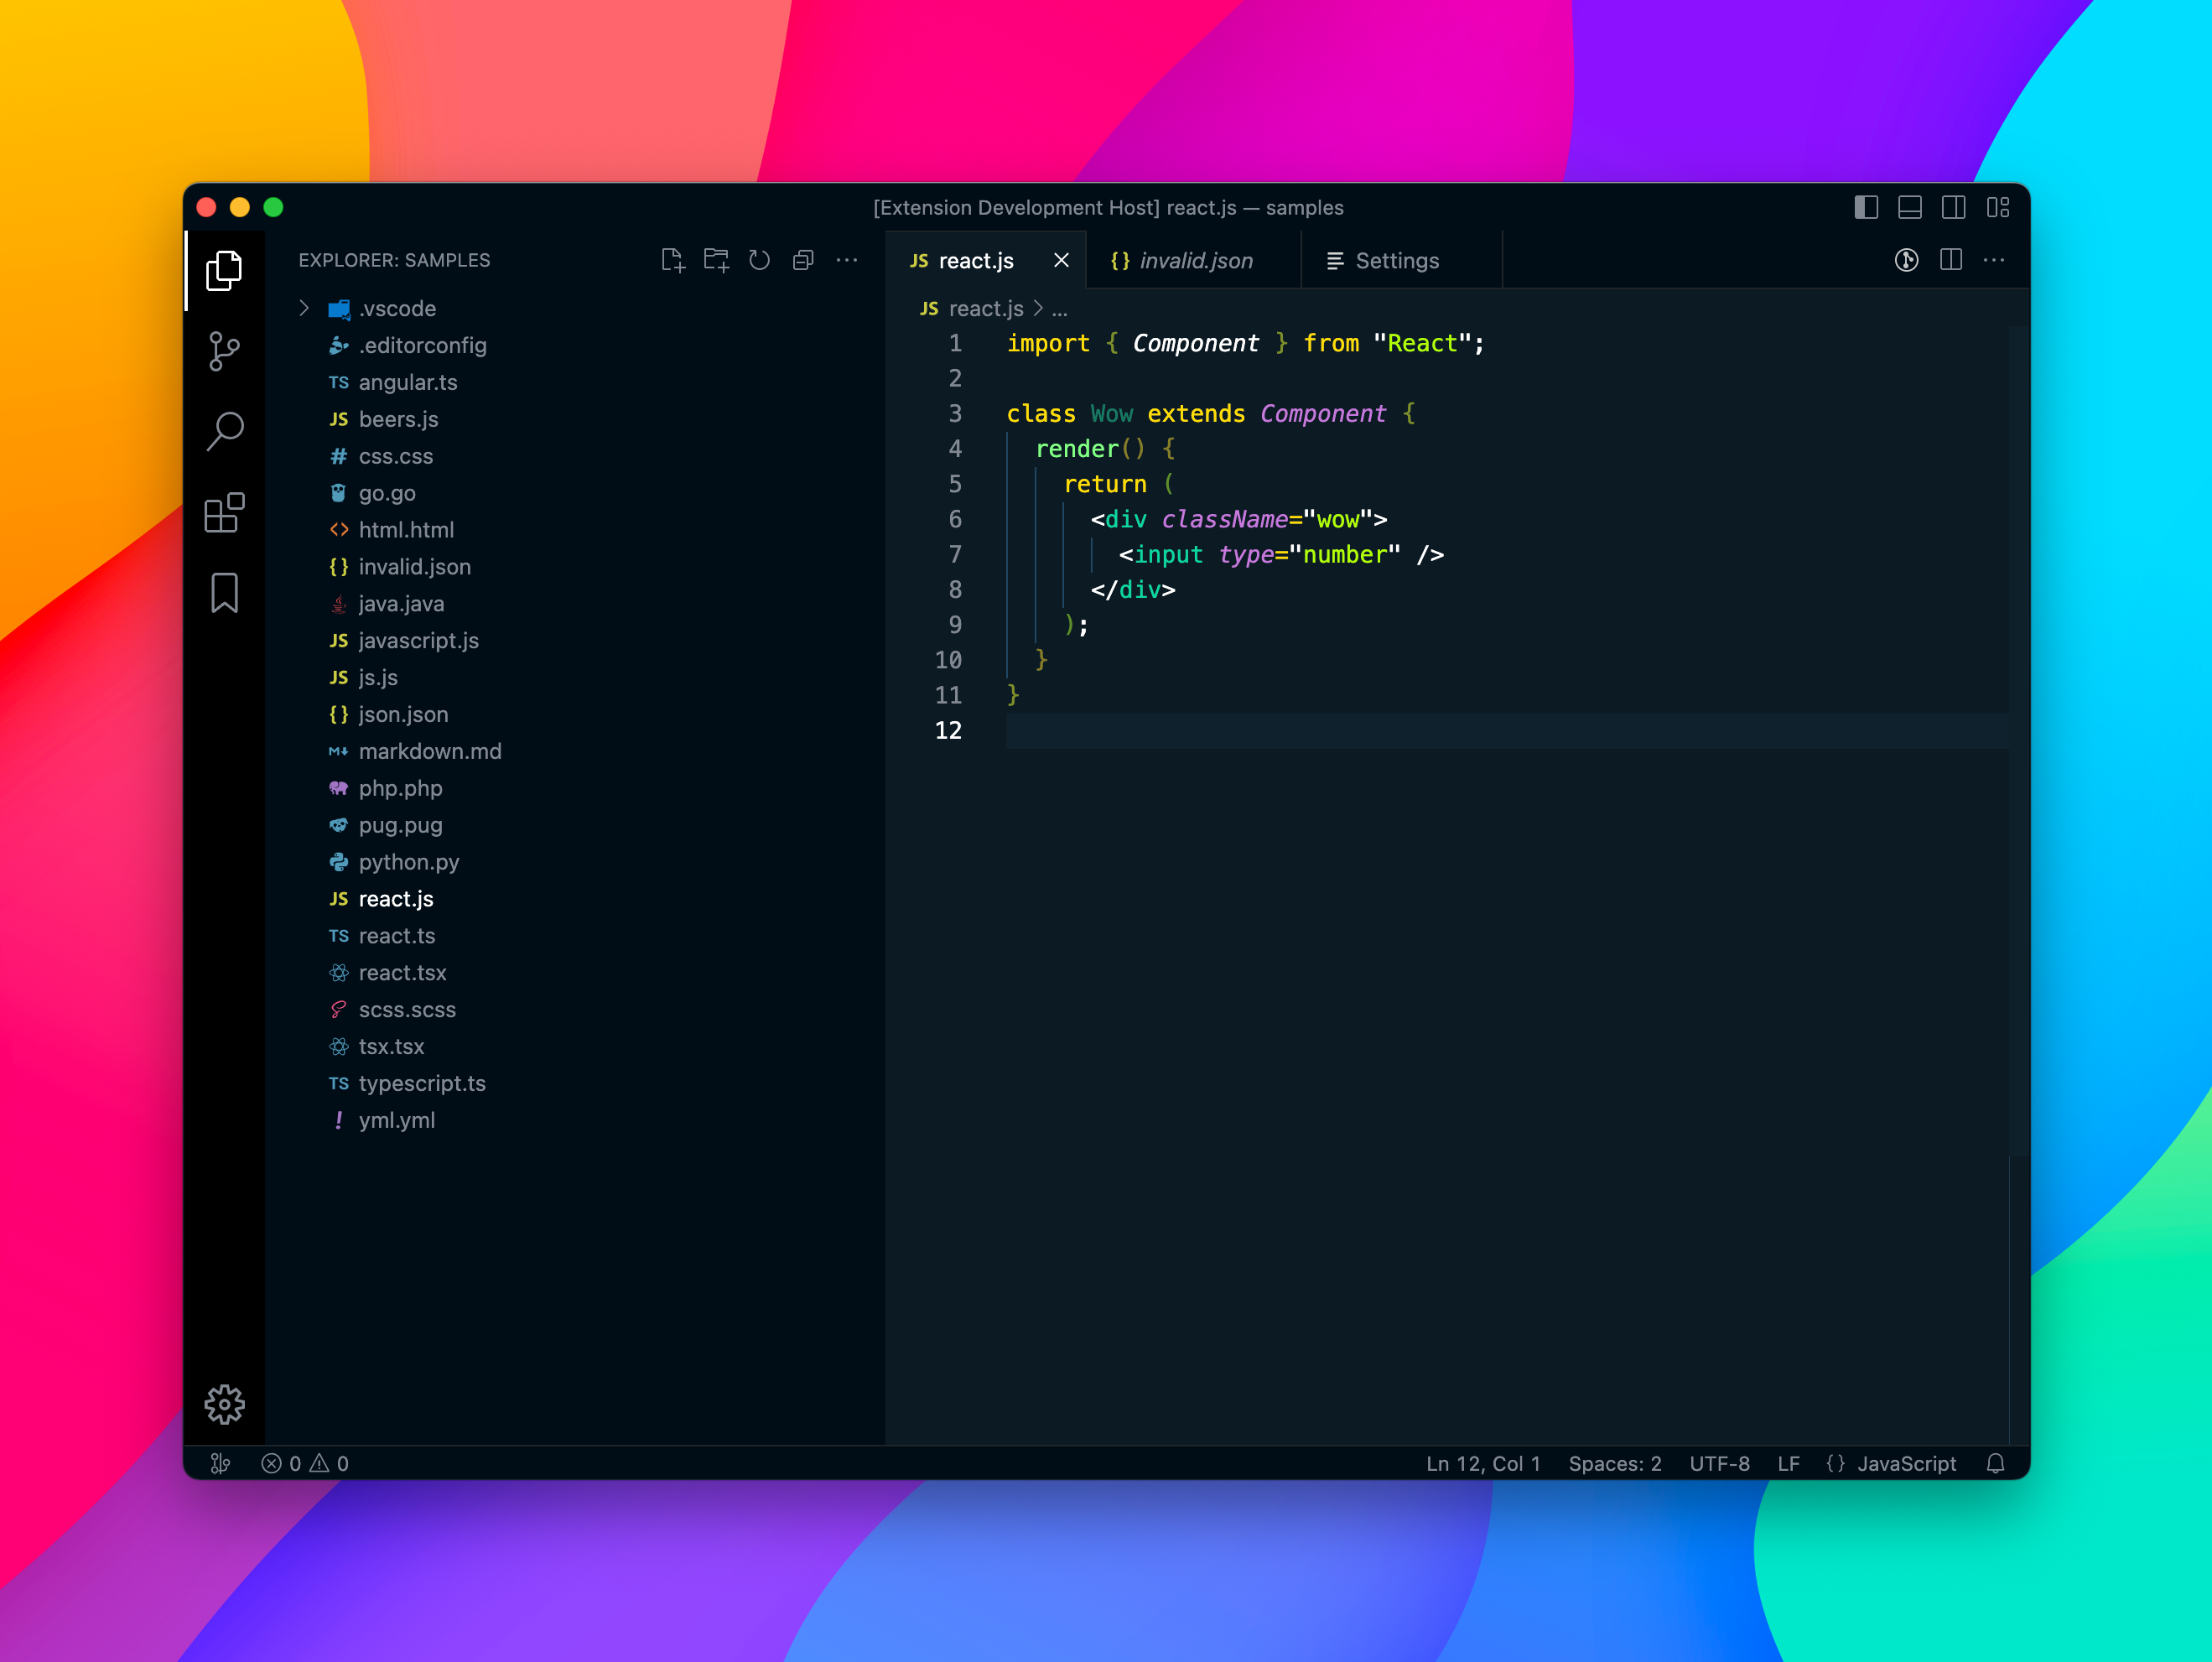 [Extension Development Host] react.js — samples
EXPLORER: SAMPLES
.vscode
.editorconfig
TS angular.ts
JS beers.js
# css.css
go.go
<> html.html
{} invalid.json
java.java
JS javascript.js
JS js.js
{} json.json
M↓ markdown.md
php.php
pug.pug
python.py
JS react.js
TS react.ts
react.tsx
scss.scss
tsx.tsx
TS typescript.ts
! yml.yml
JS react.js
{} invalid.json
Settings
JS react.js > ...
1 import { Component } from "React";
2
3 class Wow extends Component {
4 render() {
5 return (
6 <div className="wow">
7 <input type="number" />
8 </div>
9 );
10 }
11 }
12
0 0
Ln 12, Col 1 Spaces: 2 UTF-8 LF {} JavaScript